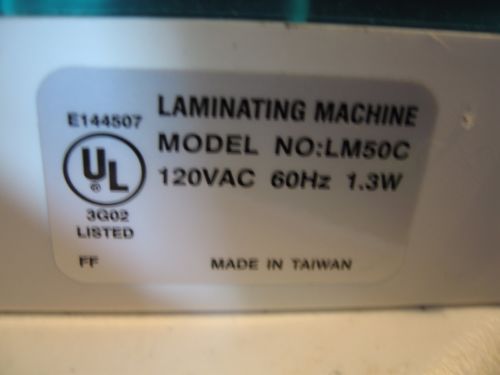 E144507
UL
®
3G02
LISTED
FF
LAMINATING MACHINE
MODEL NO:LM50C
120VAC 60Hz 1.3W
MADE IN TAIWAN